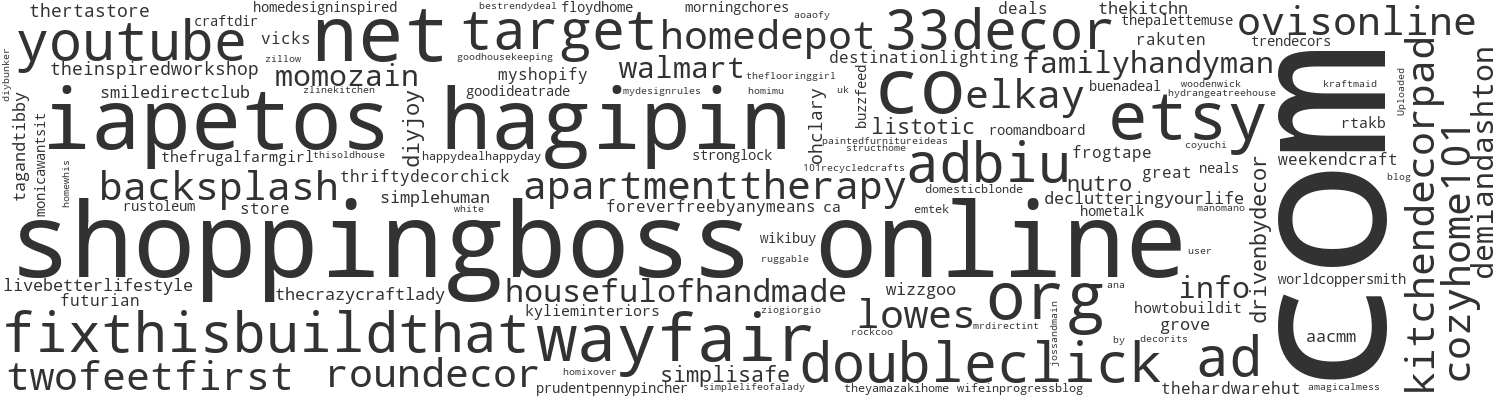 thertastore
homedesigninspired
bestrendydeal
floydhome
morningchores
aoaofy
deals
thekitchn
craftdir
youtube
vicks
net
target
homedepot
33decor
thepalettemuse
ovisonline
rakuten
trendecors
zillow
goodhousekeeping
destinationlighting
familyhandyman
diybunker
theinspiredworkshop
momozain
myshopify
walmart
thefloorringgirl
buzzfeed
co
elkay
buenadeal
woodenwick
hydrangeatreehouse
kraftmaid
Uploaded
smiledirectclub
zlinekitchen
goodideatrade
mydesignrules
homimu
uk
etsy
com
kitchendecorpad
tagandtibby
iapetos
diyjoy
hagipin
ohclary
listotic
roomandboard
rtakb
monicawantsit
paintedfurnitureideas
structhome
coyuchi
thefrugalfarmgirl
thisoldhouse
happydealhappyday
stronglock
101recycledcrafts
adbiu
frogtape
weekendcraft
homewhis
backsplash
thriftydecorchick
apartmenttherapy
nutro
great
neals
blog
simplehuman
domesticblonde
declutteringyourlife
rustoleum
store
white
foreverfreebyanymeans
ca
emtek
hometalk
manomano
shoppingboss
wikibuy
online
drivenbydecor
cozyhome101
demiandashton
ruggable
user
livebetterlifestyle
thecrazycraftlady
housefulofhandmade
wizzgoo
org
ana
info
worldcoppersmith
futurian
kylieminteriors
ziogiorgio
lowes
howtobuildit
fixthisbuildthat
wayfair
rockcoo
mrdirectint
jossandmain
grove
by
decorits
ad
aacmm
twofeetfirst
roundecor
homixover
simplisafe
doubleclick
prudentpennypincher
simplelifeofalady
theyamazakihome
wifeinprogressblog
thehardwarehut
amagicalmess